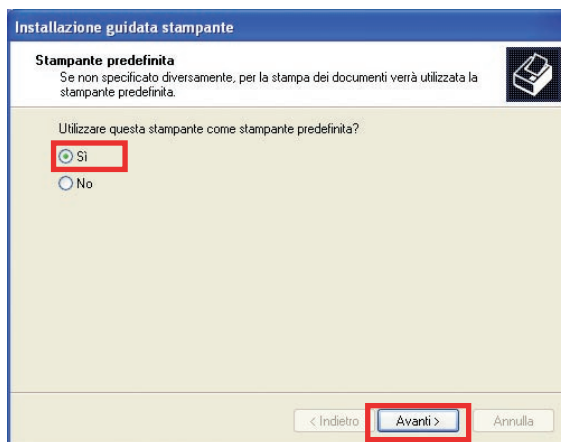 Installazione guidata stampante
Stampante predefinita
Se non specificato diversamente, per la stampa dei documenti verrà utilizzata la
stampante predefinita.
Utilizzare questa stampante come stampante predefinita?
Sì
No
< Indietro
Avanti >
Annulla